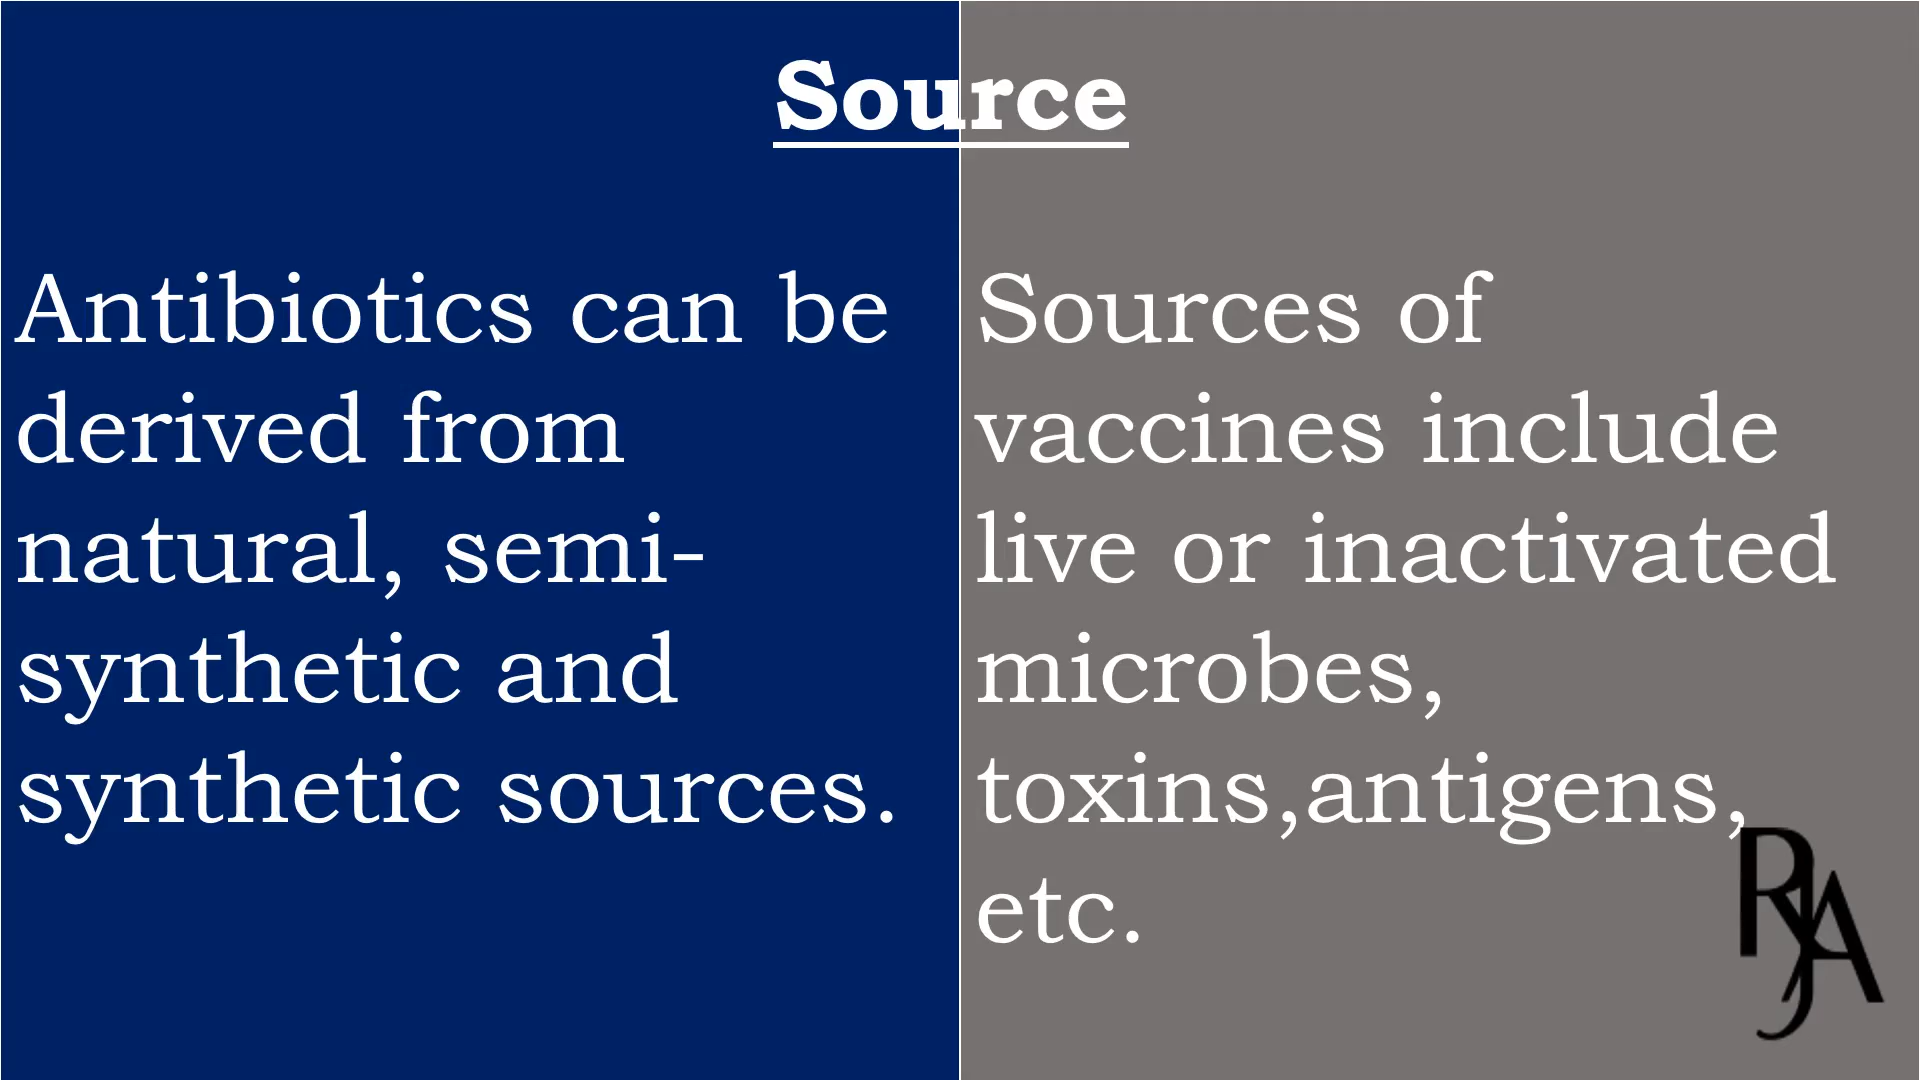 Source
Antibiotics can be
derived from
natural, semi-
synthetic and
synthetic sources.
Sources of
vaccines include
live or inactivated
microbes,
toxins,antigens,
etc.
RJA